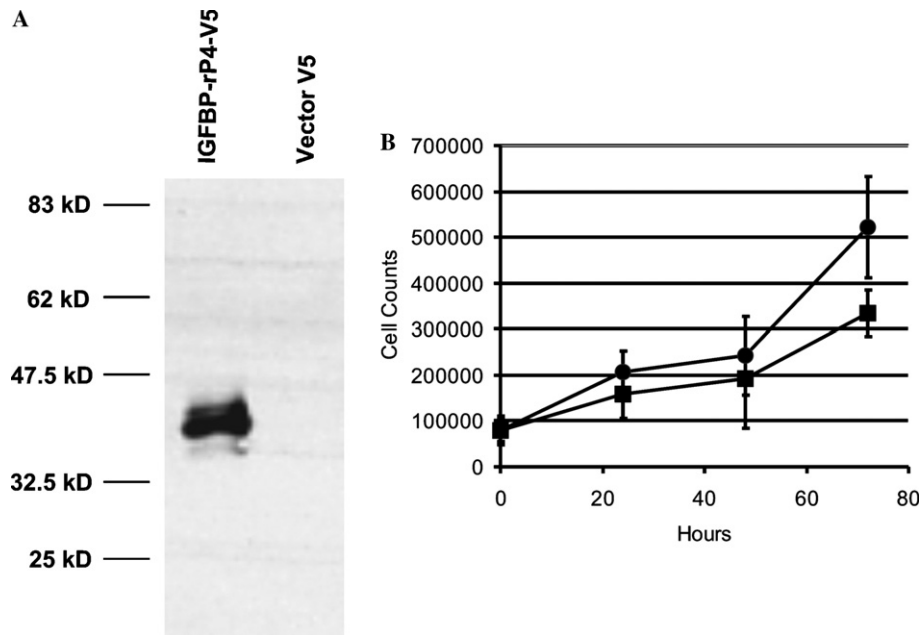 A
IGFBP-rP4-V5
Vector V5
83 kD
62 kD
47.5 kD
32.5 kD
25 kD
B
700000
600000
500000
400000
300000
200000
100000
0
Cell Counts
0 20 40 60 80
Hours